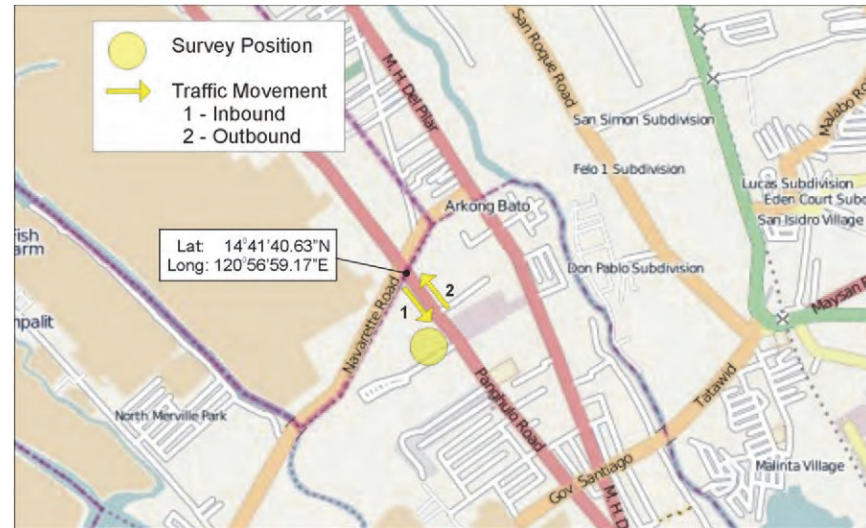 Survey Position
Traffic Movement
1 - Inbound
2 - Outbound
M. H. Del Pilar
San Roque Road
San Simon Subdivision
Malabo Ro
Felo 1 Subdivision
Lucas Subdivision
Eden Court Subd
San Isidro Village
Arkong Bato
Fish
arm
Lat: 14°41'40.63"N
Long: 120°56'59.17"E
Don Pablo Subdivision
Maysan R
mpalit
Navarette Road
1
2
Panghulo Road
Tatawid
North Merville Park
Gov. Santiago
M. H D
Malinta Village